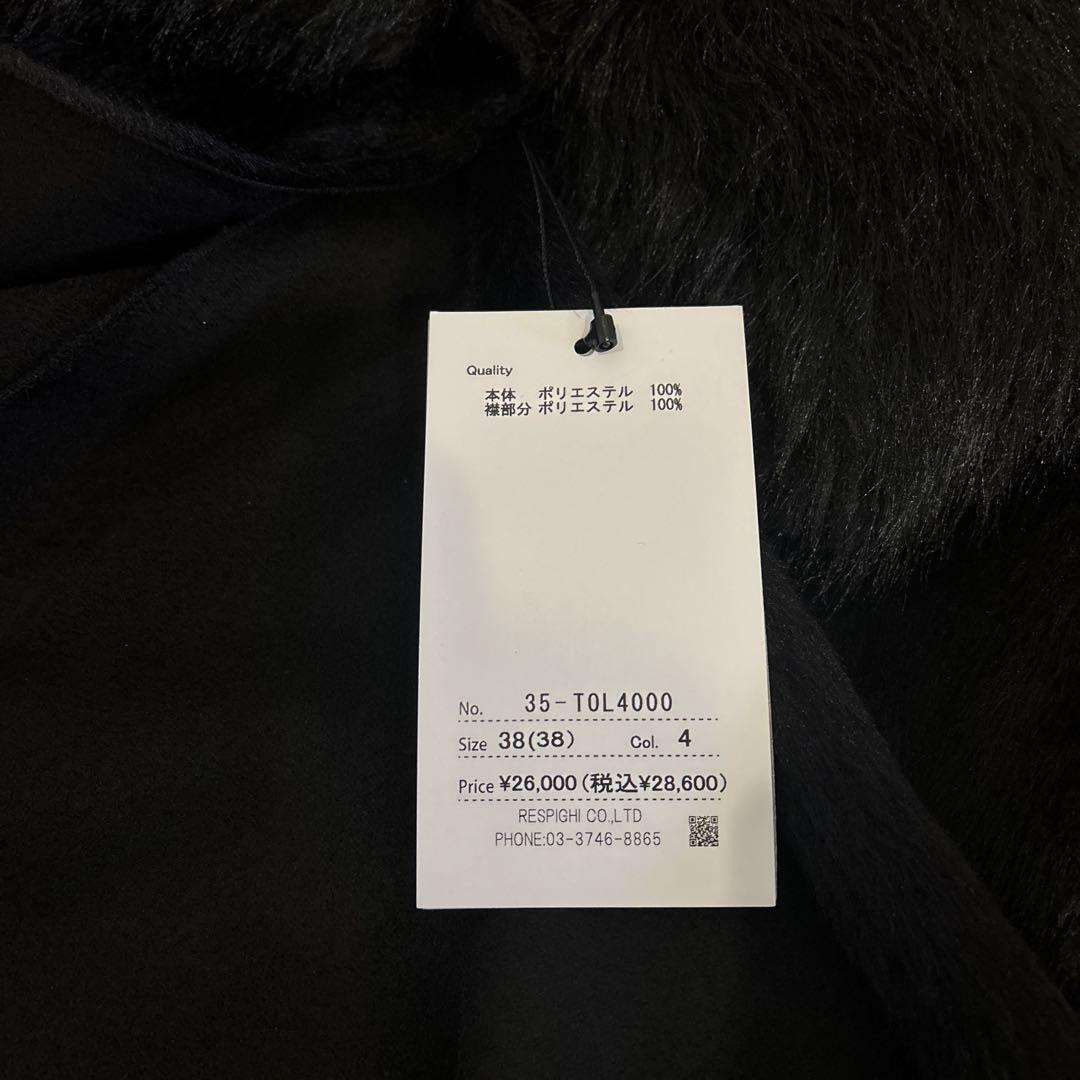 Quality
本体 ポリエステル 100%
襟部分 ポリエステル 100%
No. 35-T0L4000
Size 38(38) Col. 4
Price ¥26,000(税込¥28,600)
RESPIGHI CO.,LTD
PHONE:03-3746-8865